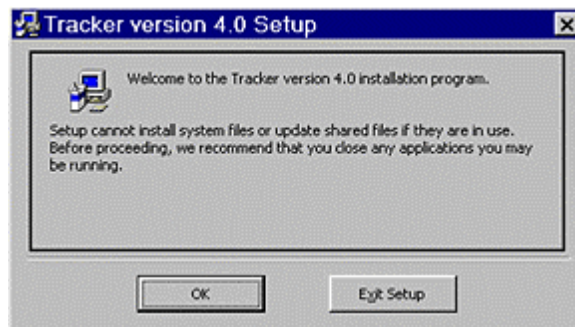 Tracker version 4.0 Setup
Welcome to the Tracker version 4.0 installation program.
Setup cannot install system files or update shared files if they are in use.
Before proceeding, we recommend that you close any applications you may
be running.
OK
Exit Setup